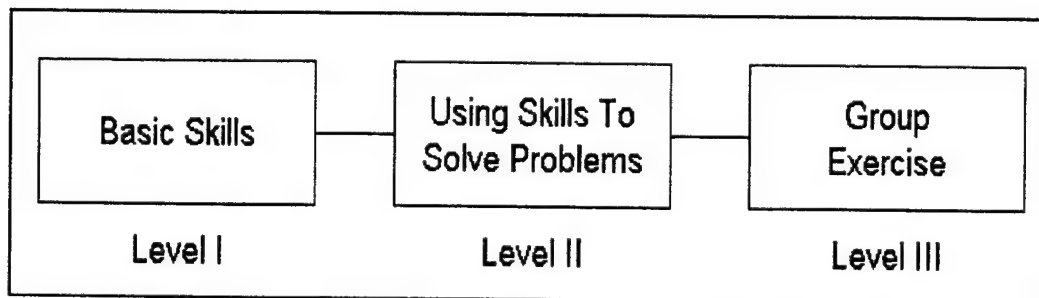 Basic Skills
Using Skills To
Solve Problems
Group
Exercise
Level I
Level II
Level III